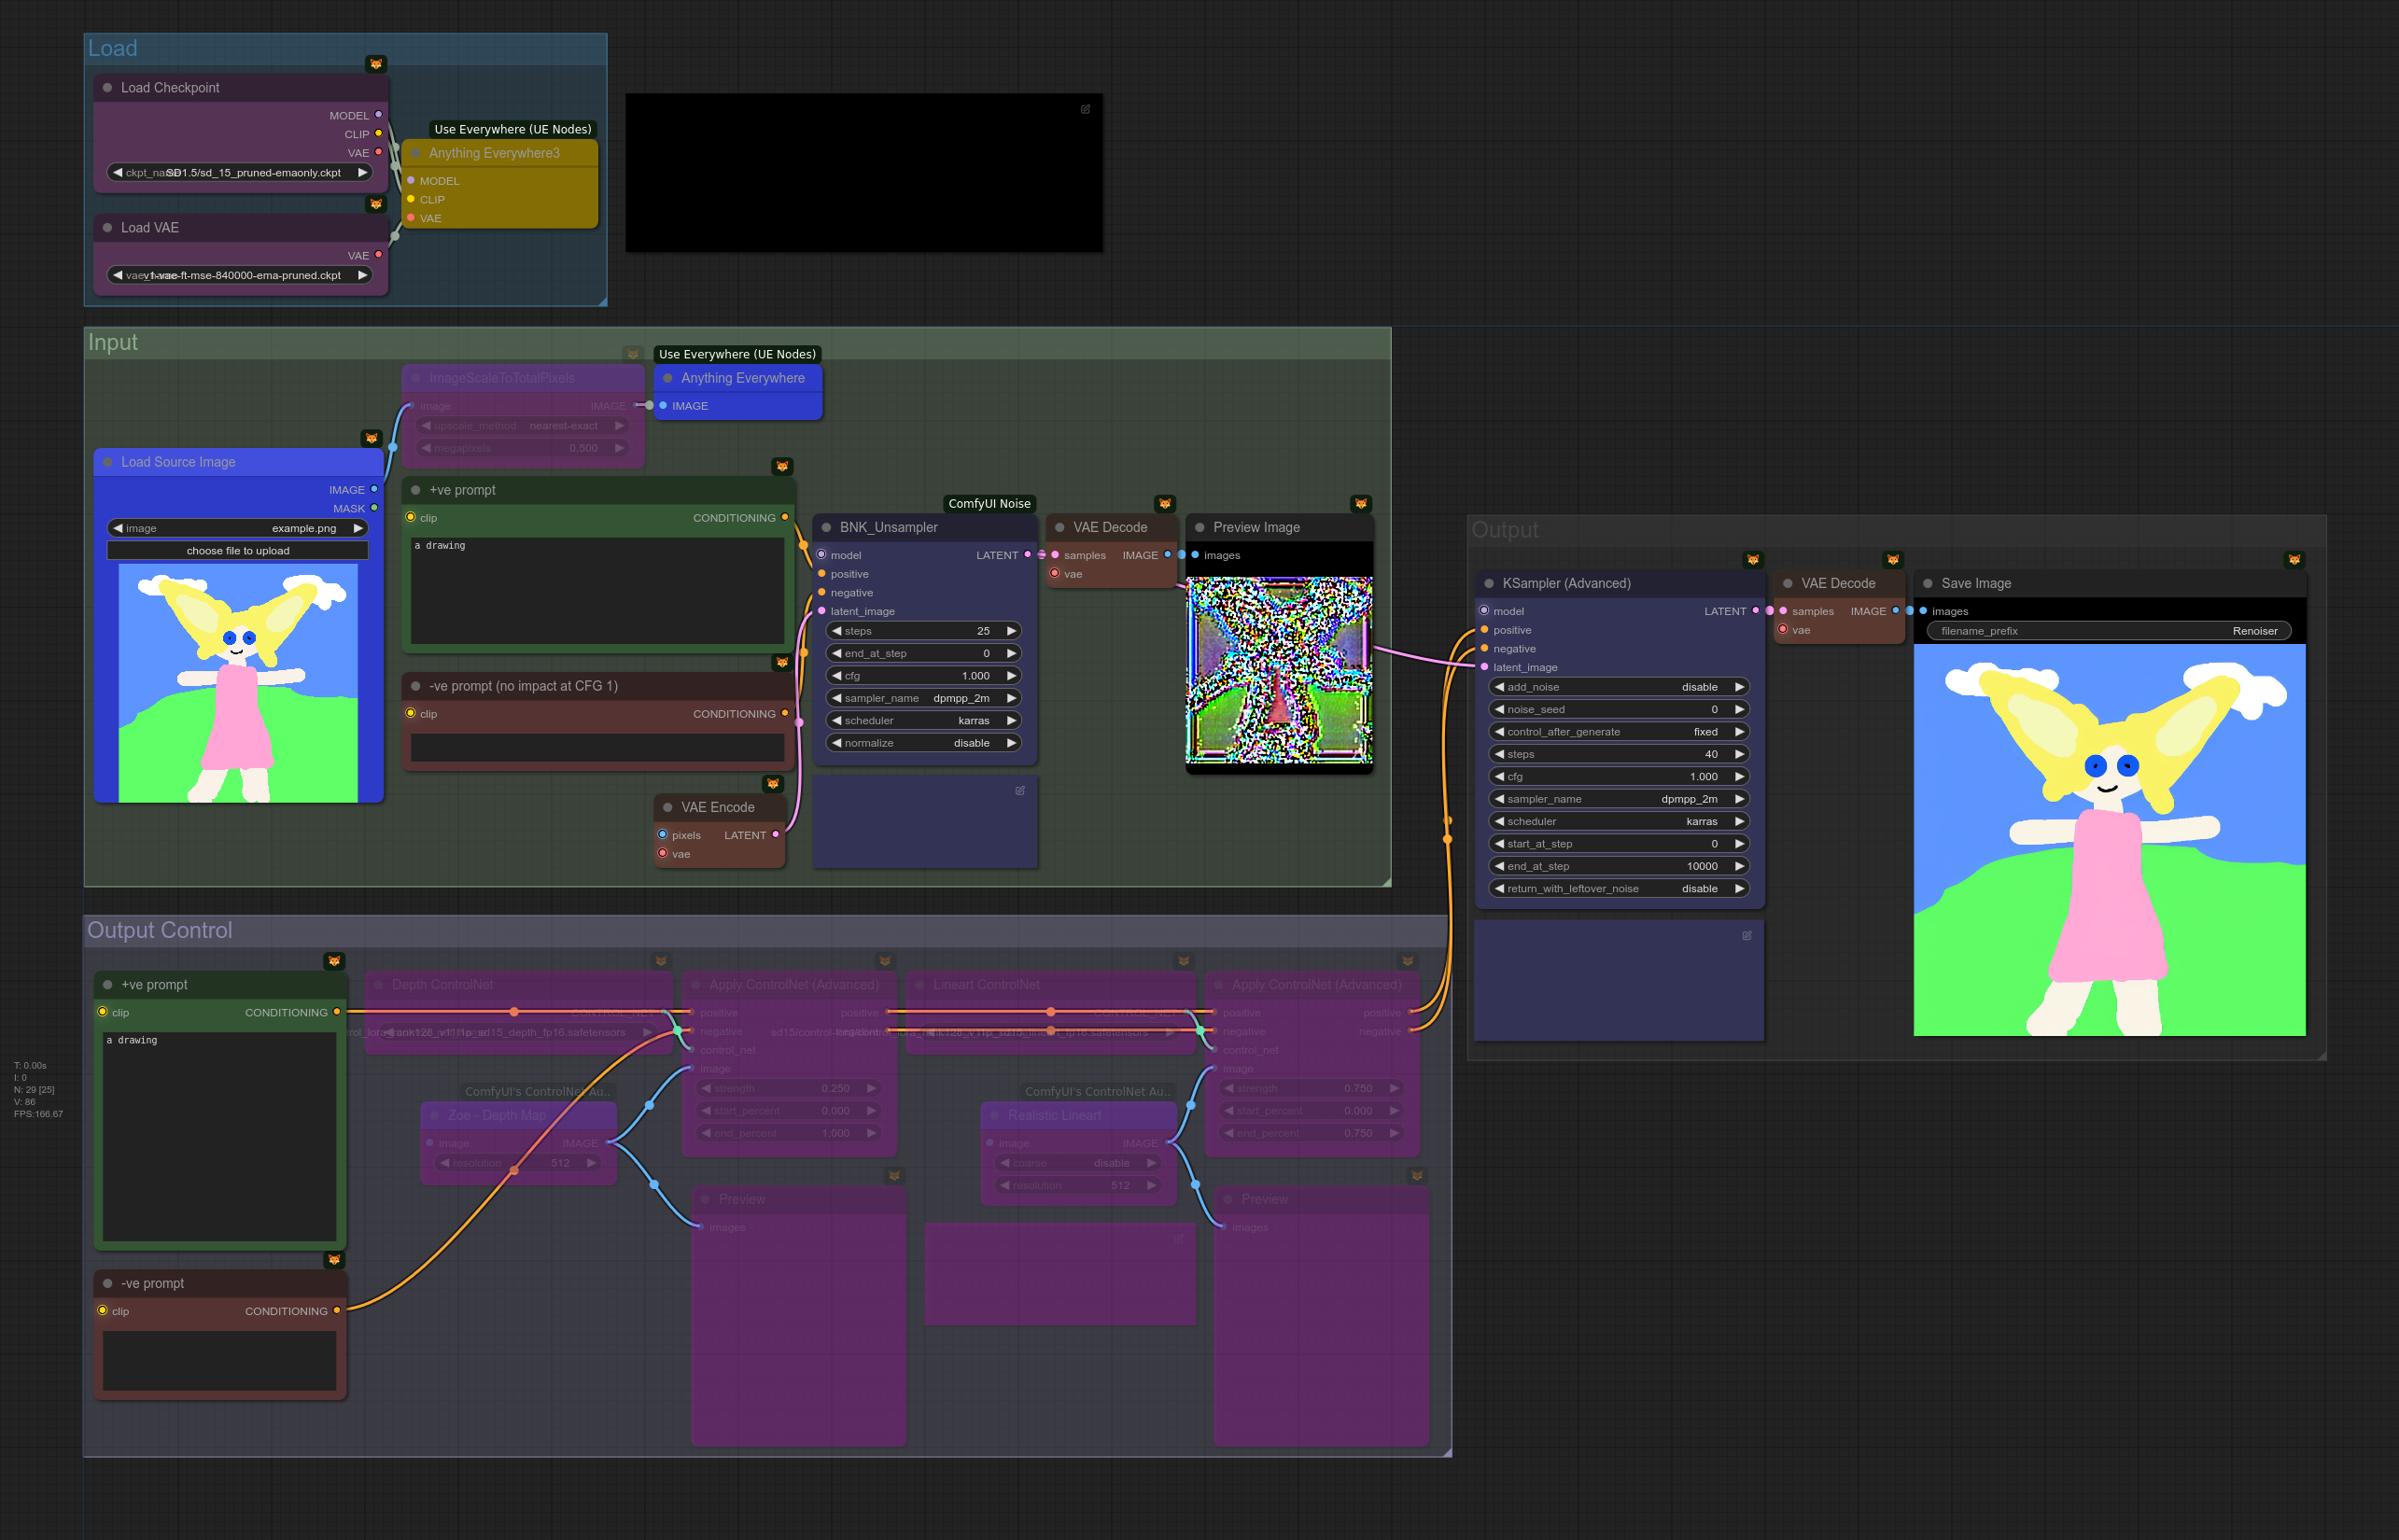 Load
Load Checkpoint
MODEL
CLIP
VAE
SD1.5/sd_15_pruned-emaonly.ckpt
Use Everywhere (UE Nodes)
Anything Everywhere3
MODEL
CLIP
VAE
Load VAE
VAE
ft-mse-840000-ema-pruned.ckpt
Input
ImageScaleToTotalPixels
image IMAGE
upscale_method nearest-exact
megapixels 0.500
Use Everywhere (UE Nodes)
Anything Everywhere
IMAGE
Load Source Image
IMAGE
MASK
image example.png
choose file to upload
+ve prompt
clip CONDITIONING
a drawing
-ve prompt (no impact at CFG 1)
clip CONDITIONING
VAE Encode
pixels LATENT
vae
ComfyUI Noise
BNK_Unsampler
model LATENT
positive
negative
latent_image
steps 25
end_at_step 0
cfg 1.000
sampler_name dpmpp_2m
scheduler karras
normalize disable
VAE Decode
samples IMAGE
vae
Preview Image
images
Output
KSampler (Advanced)
model LATENT
positive
negative
latent_image
add_noise disable
noise_seed 0
control_after_generate fixed
steps 40
cfg 1.000
sampler_name dpmpp_2m
scheduler karras
start_at_step 0
end_at_step 10000
return_with_leftover_noise disable
VAE Decode
samples IMAGE
vae
Save Image
images
filename_prefix Renoiser
Output Control
+ve prompt
clip CONDITIONING
a drawing
-ve prompt
clip CONDITIONING
Depth ControlNet
CONTROL_NET
sd15_depth_fp16.safetensors
Apply ControlNet (Advanced)
positive positive
negative
control_net
image
strength 0.250
start_percent 0.000
end_percent 1.000
ComfyUI's ControlNet Au..
Zoe - Depth Map
image IMAGE
resolution 512
Preview
images
Lineart ControlNet
CONTROL_NET
Apply ControlNet (Advanced)
positive positive
negative negative
control_net
image
strength 0.750
start_percent 0.000
end_percent 0.750
ComfyUI's ControlNet Au..
Realistic Lineart
image IMAGE
coarse disable
resolution 512
Preview
images
T: 0.00s
I: 0
N: 29 [25]
V: 86
FPS:166.67